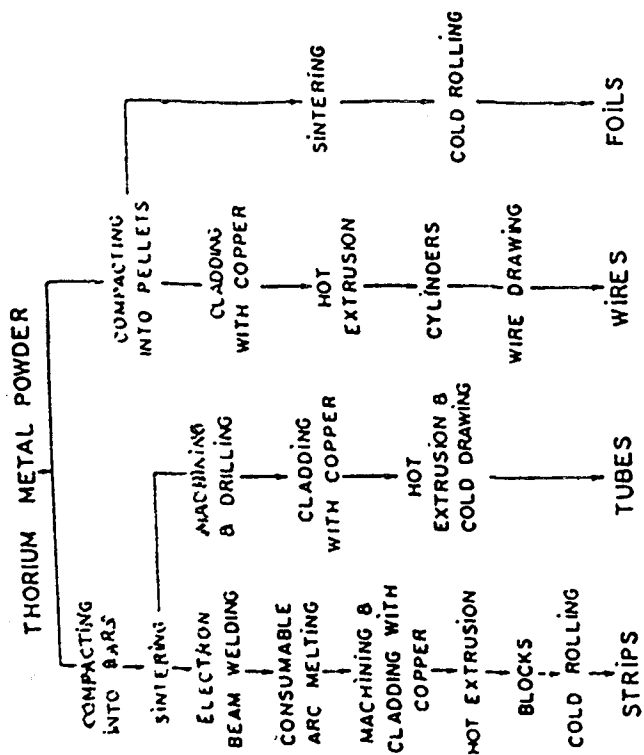 THORIUM METAL POWDER
COMPACTING
INTO BARS
SINTERING
ELECTRON
BEAM WELDING
CONSUMABLE
ARC MELTING
MACHINING &
CLADDING WITH
COPPER
HOT EXTRUSION
BLOCKS
COLD ROLLING
STRIPS
MACHINING
& DRILLING
CLADDING
WITH COPPER
HOT
EXTRUSION &
COLD DRAWING
TUBES
COMPACTING
INTO PELLETS
CLADDING
WITH COPPER
HOT
EXTRUSION
CYLINDERS
WIRE DRAWING
WIRES
SINTERING
COLD ROLLING
FOILS